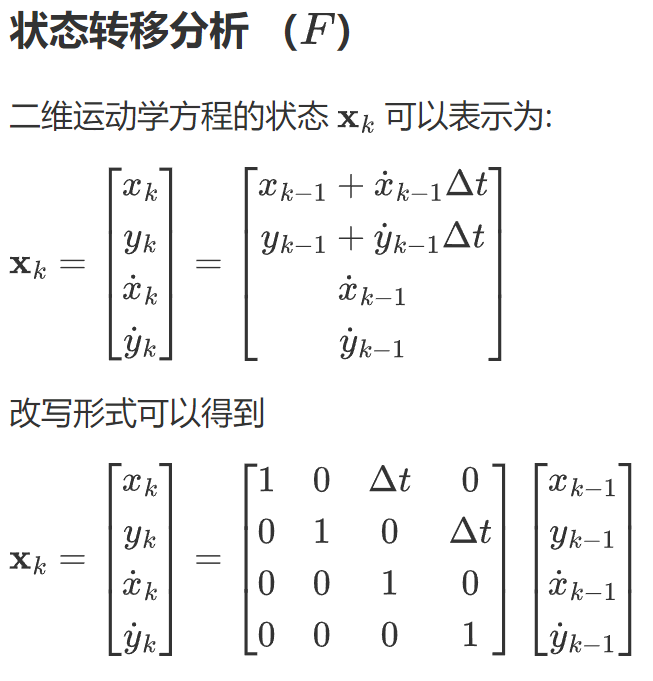 状态转移分析 （$F$）
二维运动学方程的状态 $\mathbf{x}_k$ 可以表示为:
$\mathbf{x}_k = \begin{bmatrix} x_k \\ y_k \\ \dot{x}_k \\ \dot{y}_k \end{bmatrix} = \begin{bmatrix} x_{k-1} + \dot{x}_{k-1} \Delta t \\ y_{k-1} + \dot{y}_{k-1} \Delta t \\ \dot{x}_{k-1} \\ \dot{y}_{k-1} \end{bmatrix}$
改写形式可以得到
$\mathbf{x}_k = \begin{bmatrix} x_k \\ y_k \\ \dot{x}_k \\ \dot{y}_k \end{bmatrix} = \begin{bmatrix} 1 & 0 & \Delta t & 0 \\ 0 & 1 & 0 & \Delta t \\ 0 & 0 & 1 & 0 \\ 0 & 0 & 0 & 1 \end{bmatrix} \begin{bmatrix} x_{k-1} \\ y_{k-1} \\ \dot{x}_{k-1} \\ \dot{y}_{k-1} \end{bmatrix}$